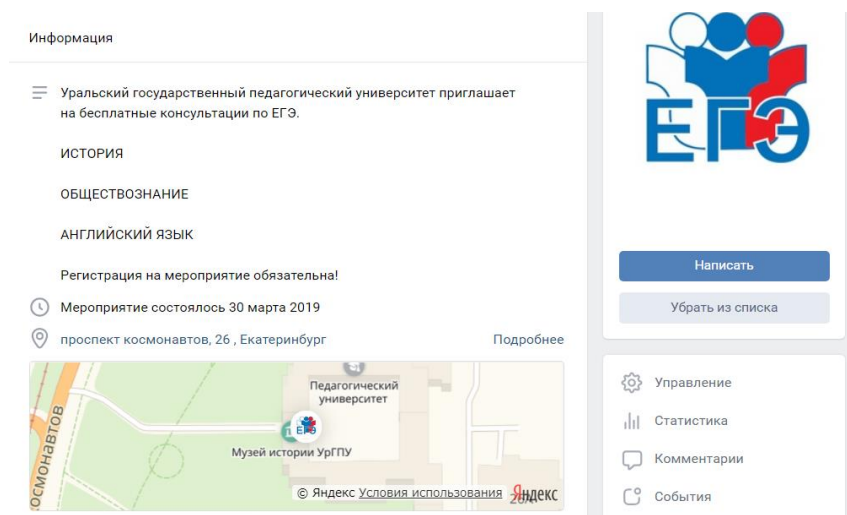 Информация
Уральский государственный педагогический университет приглашает
на бесплатные консультации по ЕГЭ.
ИСТОРИЯ
ОБЩЕСТВОЗНАНИЕ
АНГЛИЙСКИЙ ЯЗЫК
Регистрация на мероприятие обязательна!
Мероприятие состоялось 30 марта 2019
проспект космонавтов, 26 , Екатеринбург
Подробнее
Педагогический
университет
ЕГЭ
Музей истории УрГПУ
осмонавтов
© Яндекс Условия использования
Яндекс
ЕГЭ
Написать
Убрать из списка
Управление
Статистика
Комментарии
События